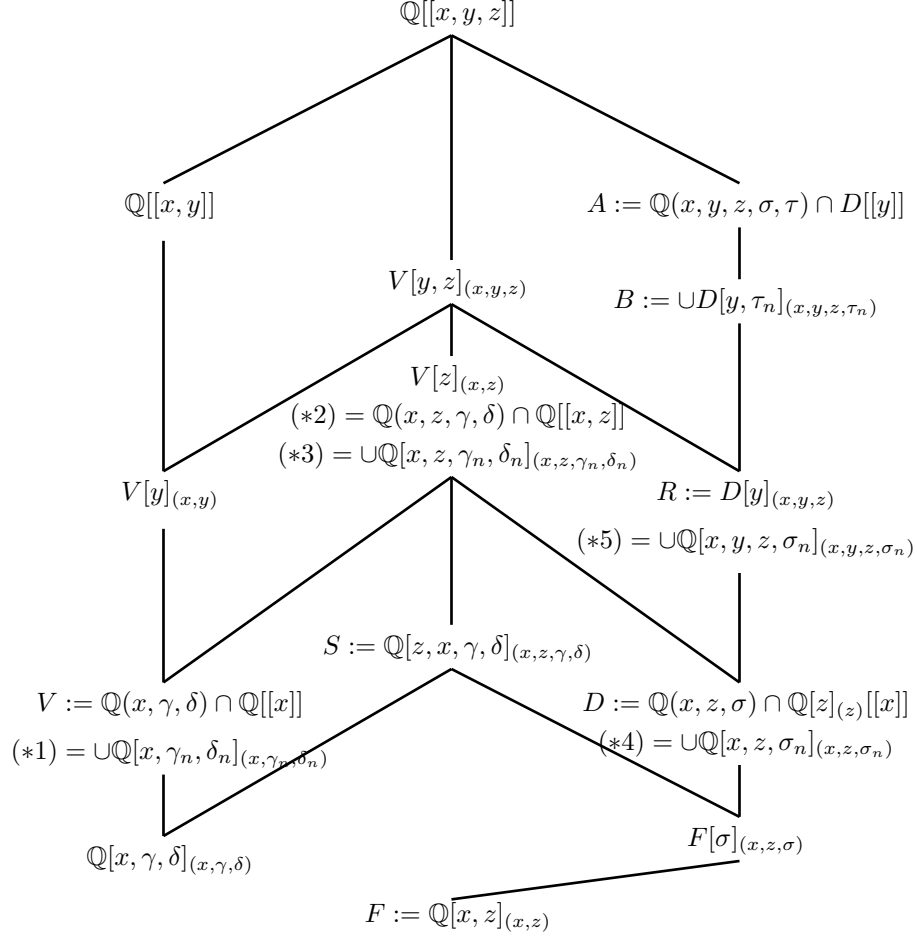 ℚ[[x, y, z]]
ℚ[[x, y]]
A := ℚ(x, y, z, σ, τ) ∩ D[[y]]
V[y, z]_{(x,y,z)}
B := ∪D[y, τ_n]_{(x,y,z,τ_n)}
V[z]_{(x,z)}
(∗2) = ℚ(x, z, γ, δ) ∩ ℚ[[x, z]]
(∗3) = ∪ℚ[x, z, γ_n, δ_n]_{(x,z,γ_n,δ_n)}
V[y]_{(x,y)}
R := D[y]_{(x,y,z)}
(∗5) = ∪ℚ[x, y, z, σ_n]_{(x,y,z,σ_n)}
S := ℚ[z, x, γ, δ]_{(x,z,γ,δ)}
V := ℚ(x, γ, δ) ∩ ℚ[[x]]
D := ℚ(x, z, σ) ∩ ℚ[z]_{(z)}[[x]]
(∗1) = ∪ℚ[x, γ_n, δ_n]_{(x,γ_n,δ_n)}
(∗4) = ∪ℚ[x, z, σ_n]_{(x,z,σ_n)}
F[σ]_{(x,z,σ)}
ℚ[x, γ, δ]_{(x,γ,δ)}
F := ℚ[x, z]_{(x,z)}